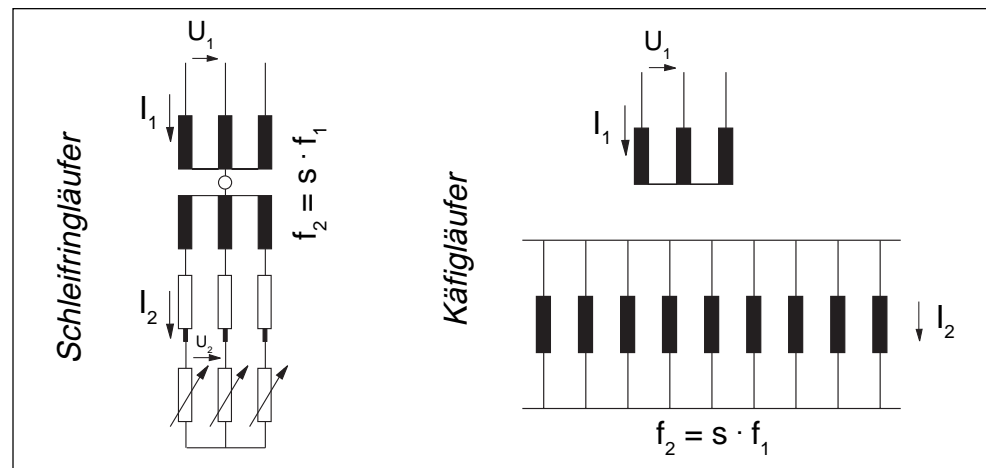 Schleifringläufer
U₁
I₁
f₂ = s · f₁
I₂
U₂
Käfigläufer
U₁
I₁
I₂
f₂ = s · f₁